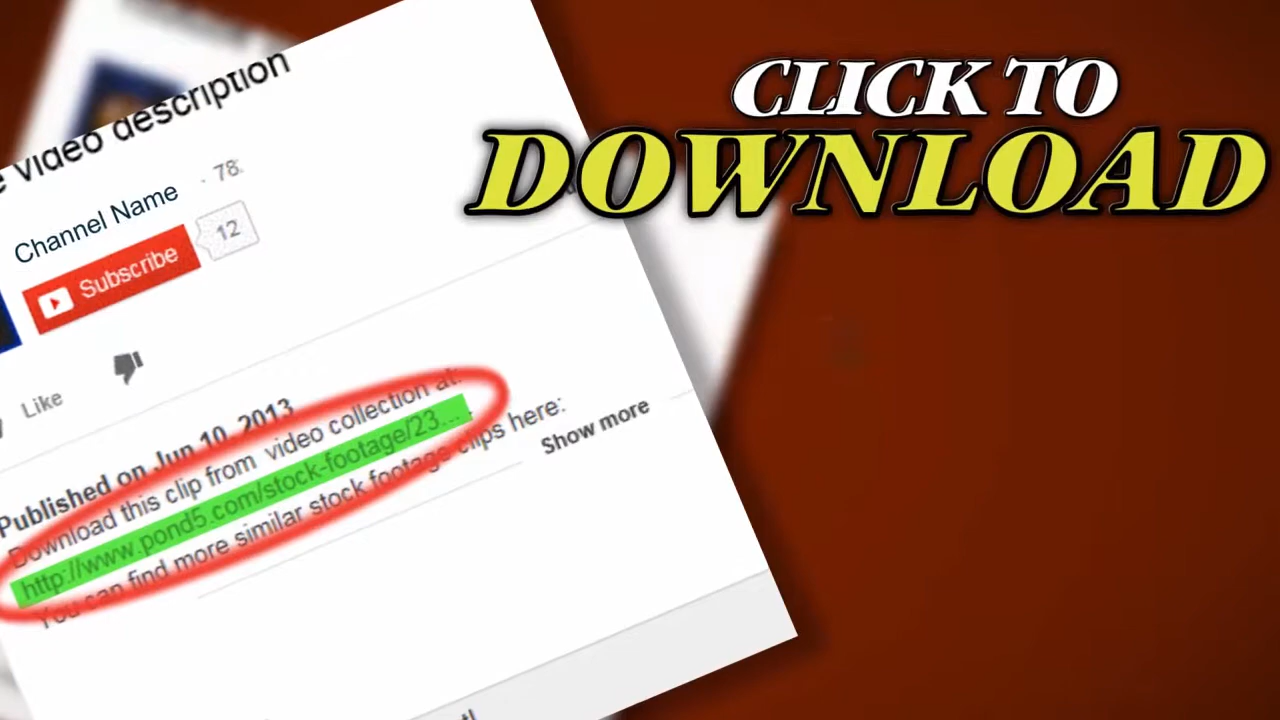 CLICK TO
DOWNLOAD
video description
Channel Name
78
Subscribe
12
Like
Published on Jun 10, 2013
Download this clip from video collection at:
http://www.pond5.com/stock-footage/23...
You can find more similar stock footage clips here:
Show more